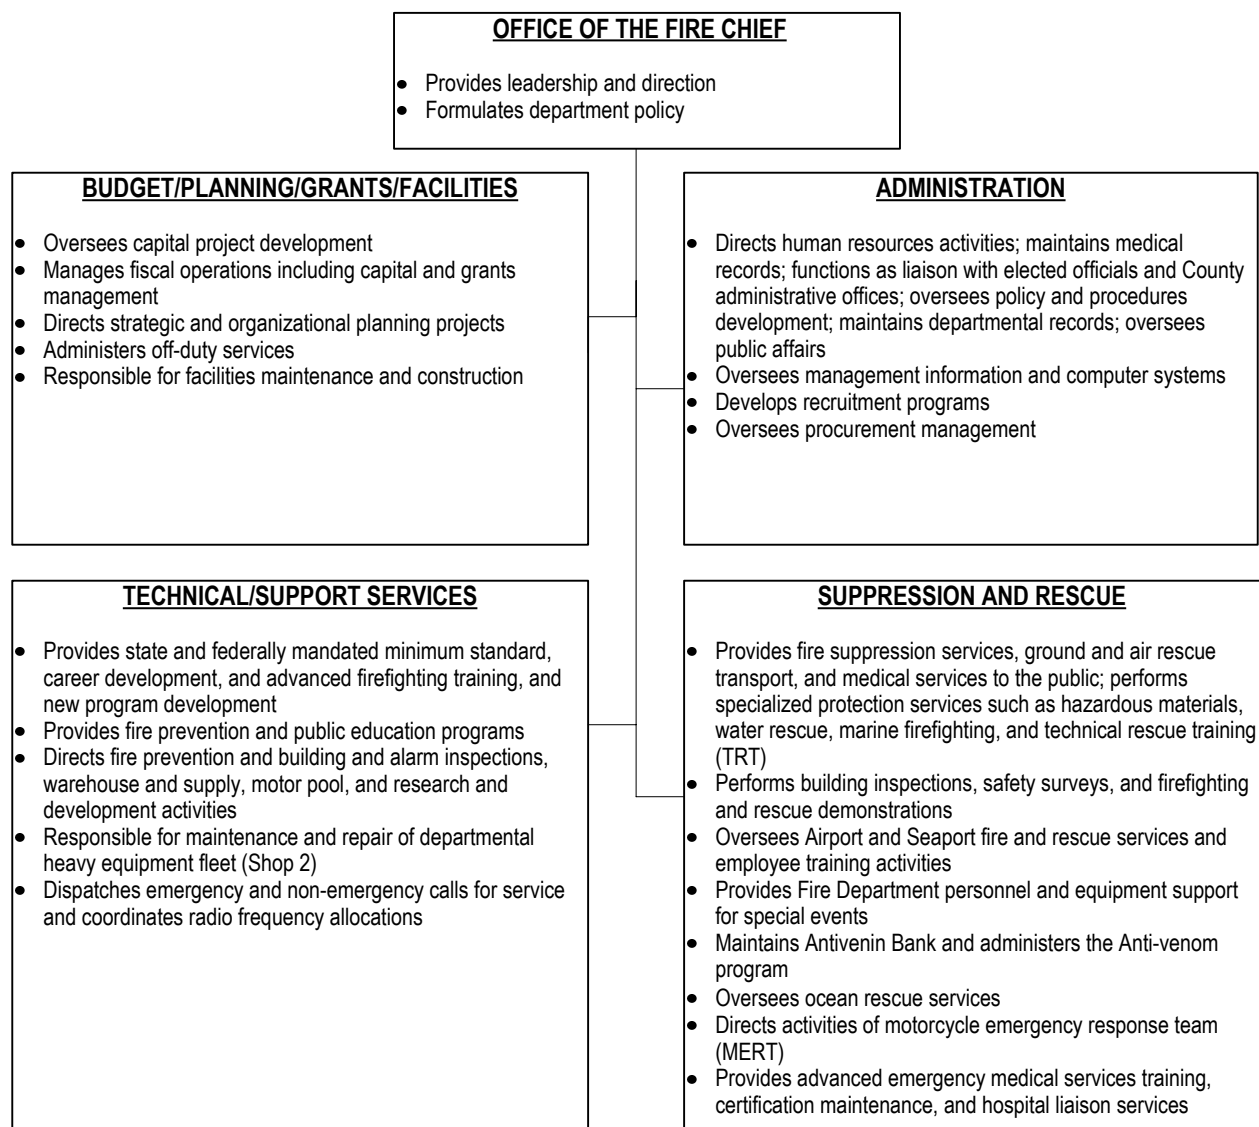 OFFICE OF THE FIRE CHIEF
• Provides leadership and direction
• Formulates department policy
BUDGET/PLANNING/GRANTS/FACILITIES
• Oversees capital project development
• Manages fiscal operations including capital and grants
management
• Directs strategic and organizational planning projects
• Administers off-duty services
• Responsible for facilities maintenance and construction
ADMINISTRATION
• Directs human resources activities; maintains medical
records; functions as liaison with elected officials and County
administrative offices; oversees policy and procedures
development; maintains departmental records; oversees
public affairs
• Oversees management information and computer systems
• Develops recruitment programs
• Oversees procurement management
TECHNICAL/SUPPORT SERVICES
• Provides state and federally mandated minimum standard,
career development, and advanced firefighting training, and
new program development
• Provides fire prevention and public education programs
• Directs fire prevention and building and alarm inspections,
warehouse and supply, motor pool, and research and
development activities
• Responsible for maintenance and repair of departmental
heavy equipment fleet (Shop 2)
• Dispatches emergency and non-emergency calls for service
and coordinates radio frequency allocations
SUPPRESSION AND RESCUE
• Provides fire suppression services, ground and air rescue
transport, and medical services to the public; performs
specialized protection services such as hazardous materials,
water rescue, marine firefighting, and technical rescue training
(TRT)
• Performs building inspections, safety surveys, and firefighting
and rescue demonstrations
• Oversees Airport and Seaport fire and rescue services and
employee training activities
• Provides Fire Department personnel and equipment support
for special events
• Maintains Antivenin Bank and administers the Anti-venom
program
• Oversees ocean rescue services
• Directs activities of motorcycle emergency response team
(MERT)
• Provides advanced emergency medical services training,
certification maintenance, and hospital liaison services